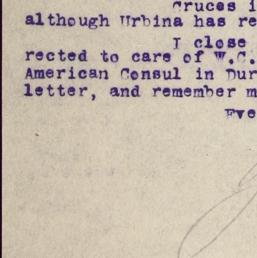 Cruces i
although Urbina has re
I close
rected to care of W.C.
American Consul in Dur
letter, and remember m
Eve